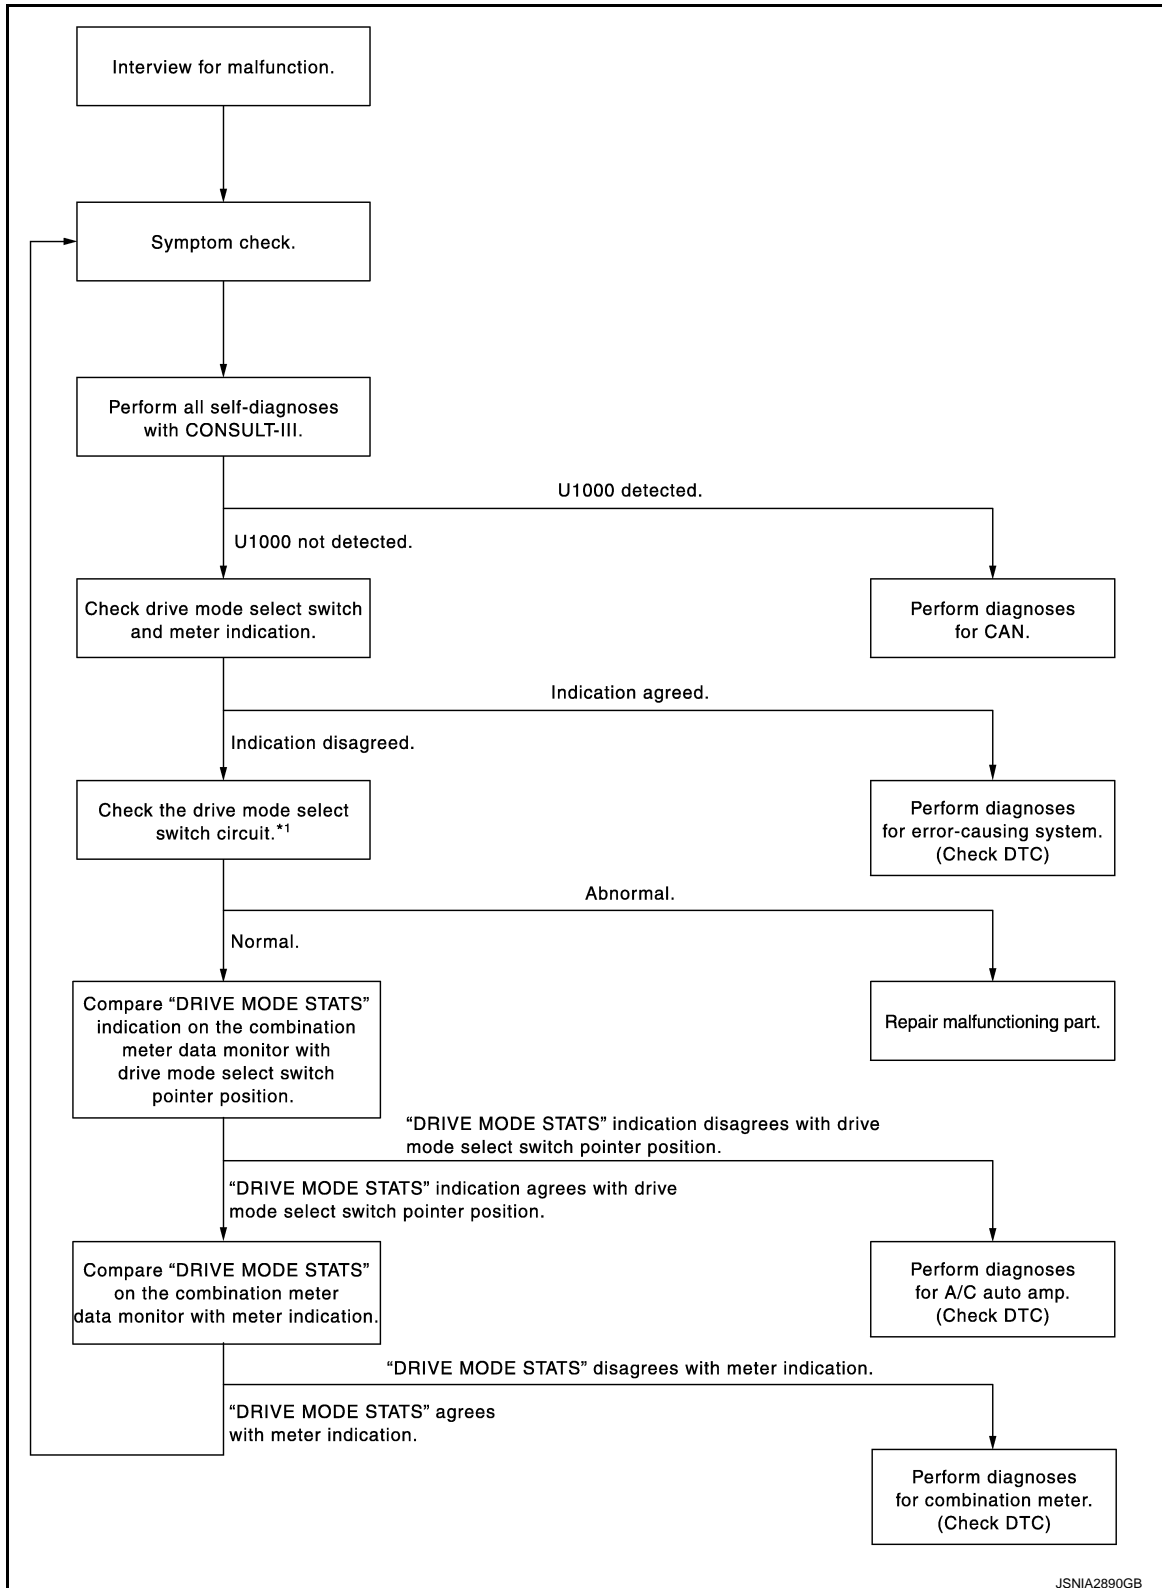 Interview for malfunction.
Symptom check.
Perform all self-diagnoses
with CONSULT-III.
U1000 detected.
U1000 not detected.
Check drive mode select switch
and meter indication.
Perform diagnoses
for CAN.
Indication agreed.
Indication disagreed.
Check the drive mode select
switch circuit.*1
Perform diagnoses
for error-causing system.
(Check DTC)
Abnormal.
Normal.
Compare “DRIVE MODE STATS”
indication on the combination
meter data monitor with
drive mode select switch
pointer position.
Repair malfunctioning part.
“DRIVE MODE STATS” indication disagrees with drive
mode select switch pointer position.
“DRIVE MODE STATS” indication agrees with drive
mode select switch pointer position.
Compare “DRIVE MODE STATS”
on the combination meter
data monitor with meter indication.
Perform diagnoses
for A/C auto amp.
(Check DTC)
“DRIVE MODE STATS” disagrees with meter indication.
“DRIVE MODE STATS” agrees
with meter indication.
Perform diagnoses
for combination meter.
(Check DTC)
JSNIA2890GB